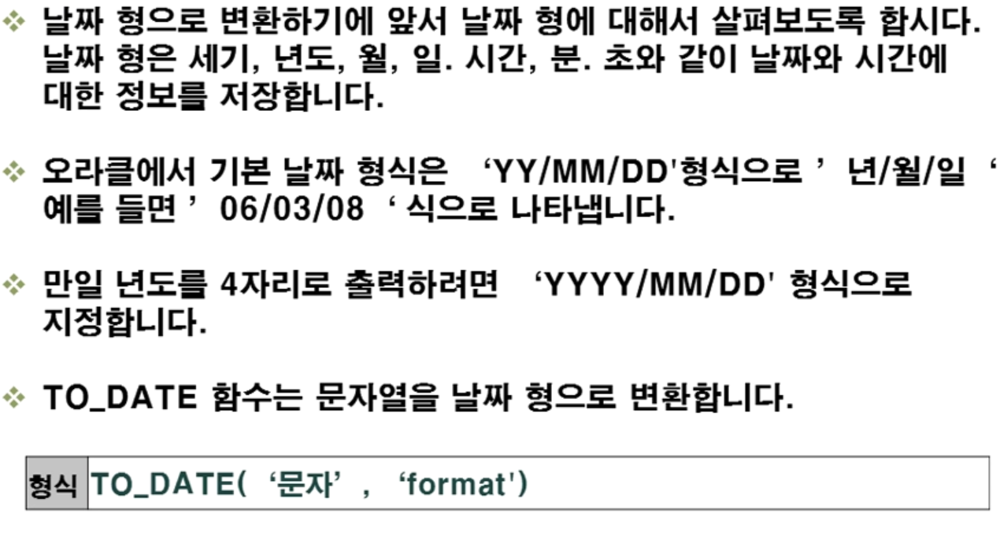 날짜 형으로 변환하기에 앞서 날짜 형에 대해서 살펴보도록 합시다.
날짜 형은 세기, 년도, 월, 일. 시간, 분. 초와 같이 날짜와 시간에
대한 정보를 저장합니다.
오라클에서 기본 날짜 형식은 ‘YY/MM/DD'형식으로 ’ 년/월/일 ‘
예를 들면 ’ 06/03/08 ‘ 식으로 나타냅니다.
만일 년도를 4자리로 출력하려면 ‘YYYY/MM/DD' 형식으로
지정합니다.
TO_DATE 함수는 문자열을 날짜 형으로 변환합니다.
형식 TO_DATE( ‘문자’ , ‘format')